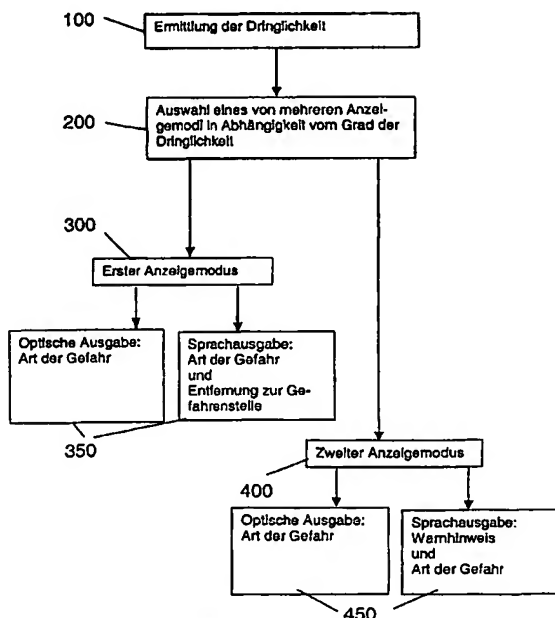 100
Ermittlung der Dringlichkeit
200
Auswahl eines von mehreren Anzei-
gemodi in Abhängigkeit vom Grad der
Dringlichkeit
300
Erster Anzeigemodus
Optische Ausgabe:
Art der Gefahr
Sprachausgabe:
Art der Gefahr
und
Entfernung zur Ge-
fahrenstelle
350
Zweiter Anzeigemodus
400
Optische Ausgabe:
Art der Gefahr
Sprachausgabe:
Warnhinweis
und
Art der Gefahr
450